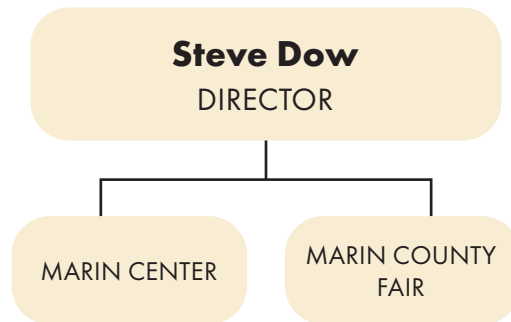 Steve Dow
DIRECTOR
MARIN CENTER
MARIN COUNTY
FAIR